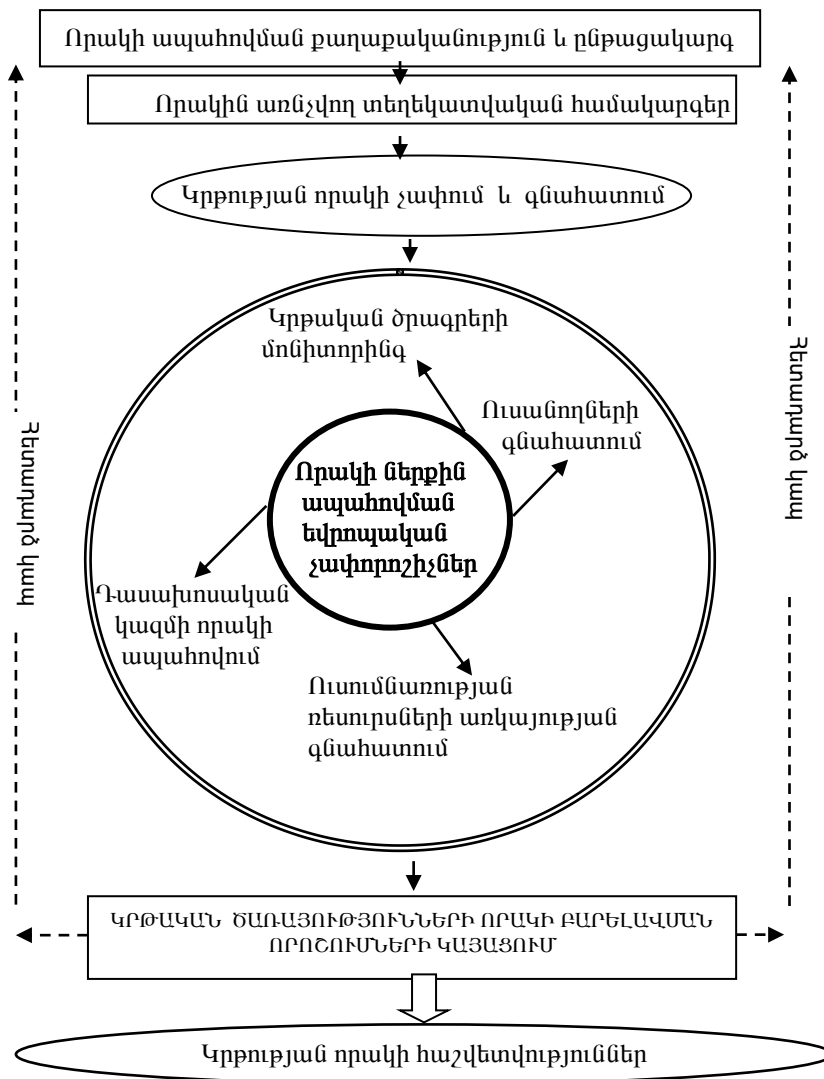 Որակի ապահովման քաղաքականություն և ընթացակարգ
Որակին առնչվող տեղեկատվական համակարգեր
Կրթության որակի չափում և գնահատում
Կրթական ծրագրերի
մոնիտորինգ
Ուսանողների
գնահատում
Որակի ներքին
ապահովման
եվրոպական
չափորոշիչներ
Դասախոսական
կազմի որակի
ապահովում
Ուսումնառության
ռեսուրսների առկայության
գնահատում
Հետադարձ կապ
Հետադարձ կապ
ԿՐԹԱԿԱՆ ԾԱՌԱՅՈՒԹՅՈՒՆՆԵՐԻ ՈՐԱԿԻ ԲԱՐԵԼԱՎՄԱՆ
ՈՐՈՇՈՒՄՆԵՐԻ ԿԱՅԱՑՈՒՄ
Կրթության որակի հաշվետվություններ